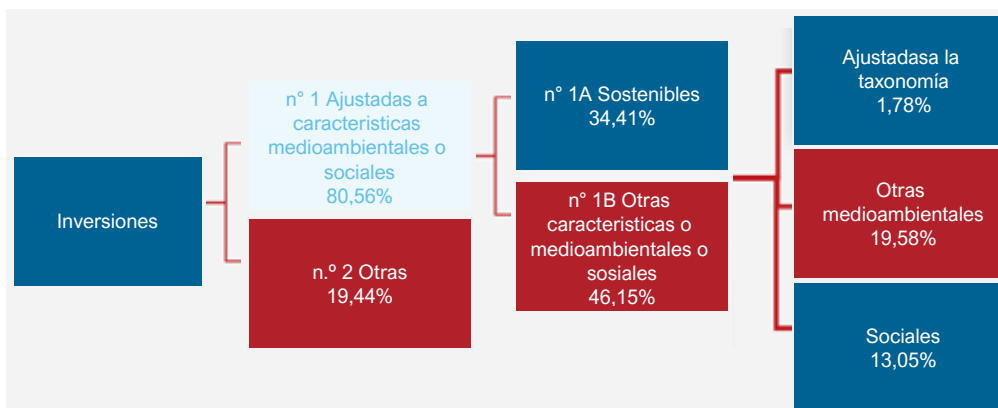 Inversiones
n° 1 Ajustadas a
caracteristicas
medioambientales o
sociales
80,56%
n.º 2 Otras
19,44%
n° 1A Sostenibles
34,41%
n° 1B Otras
caracteristicas o
medioambientales o
sosiales
46,15%
Ajustadasa la
taxonomía
1,78%
Otras
medioambientales
19,58%
Sociales
13,05%